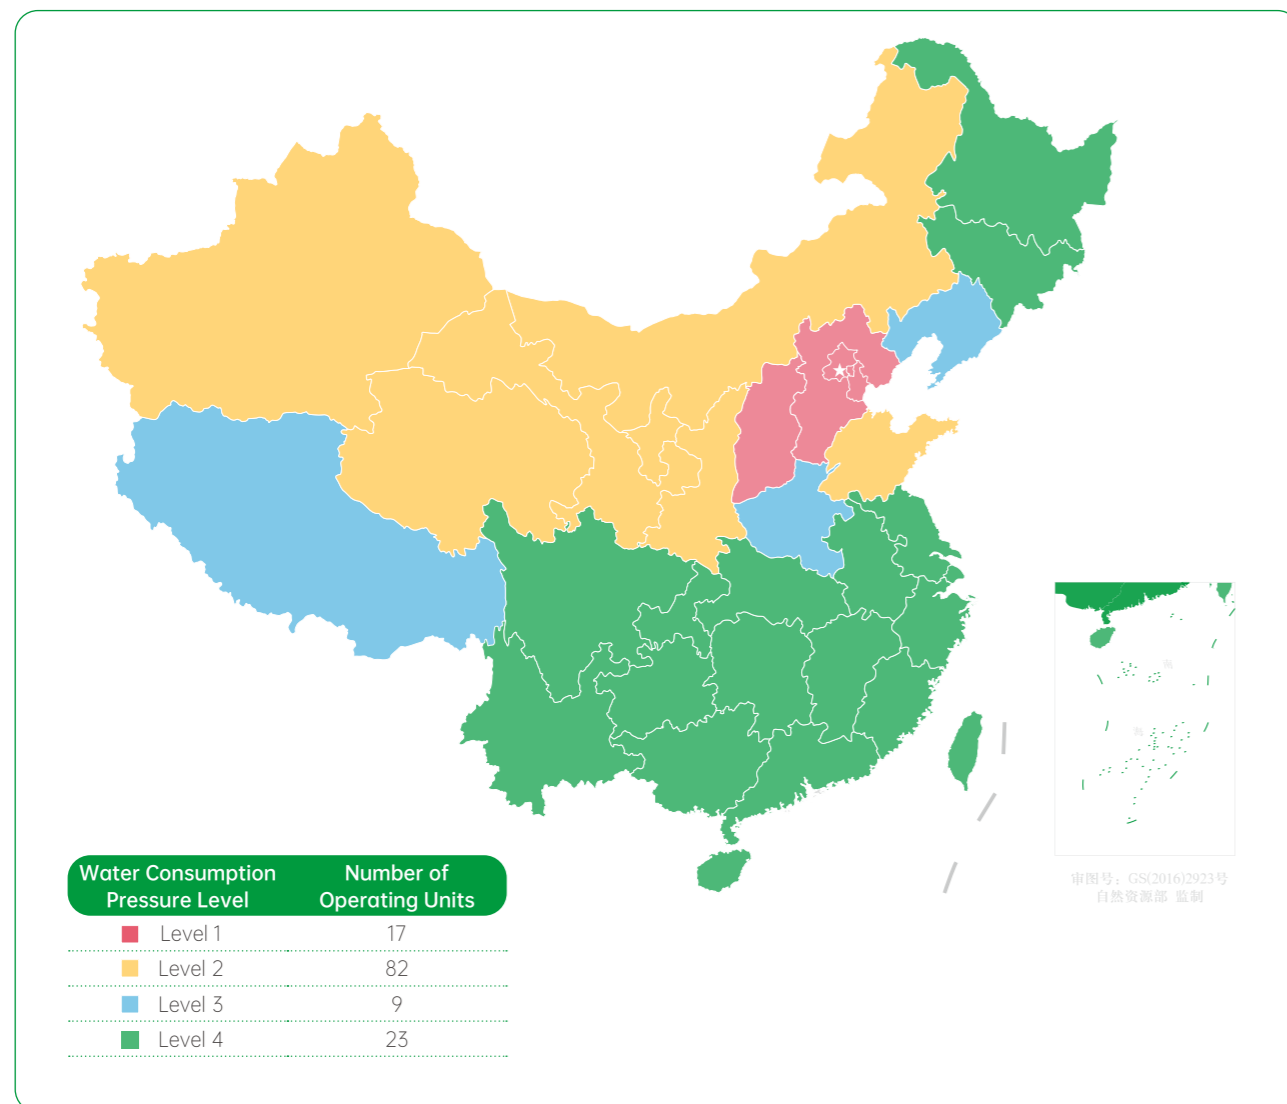 审图号：GS(2016)2923号
自然资源部 监制
Water Consumption Pressure Level Number of Operating Units
Level 1 17
Level 2 82
Level 3 9
Level 4 23